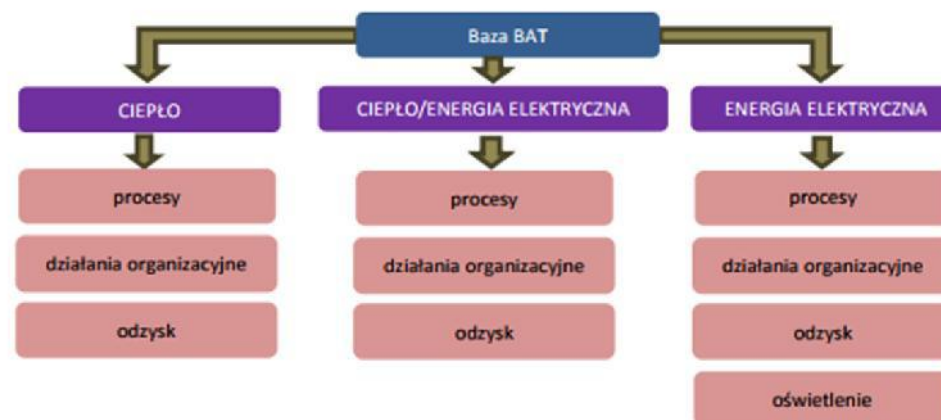 Baza BAT
CIEPŁO
CIEPŁO/ENERGIA ELEKTRYCZNA
ENERGIA ELEKTRYCZNA
procesy
procesy
procesy
działania organizacyjne
działania organizacyjne
działania organizacyjne
odzysk
odzysk
odzysk
oświetlenie